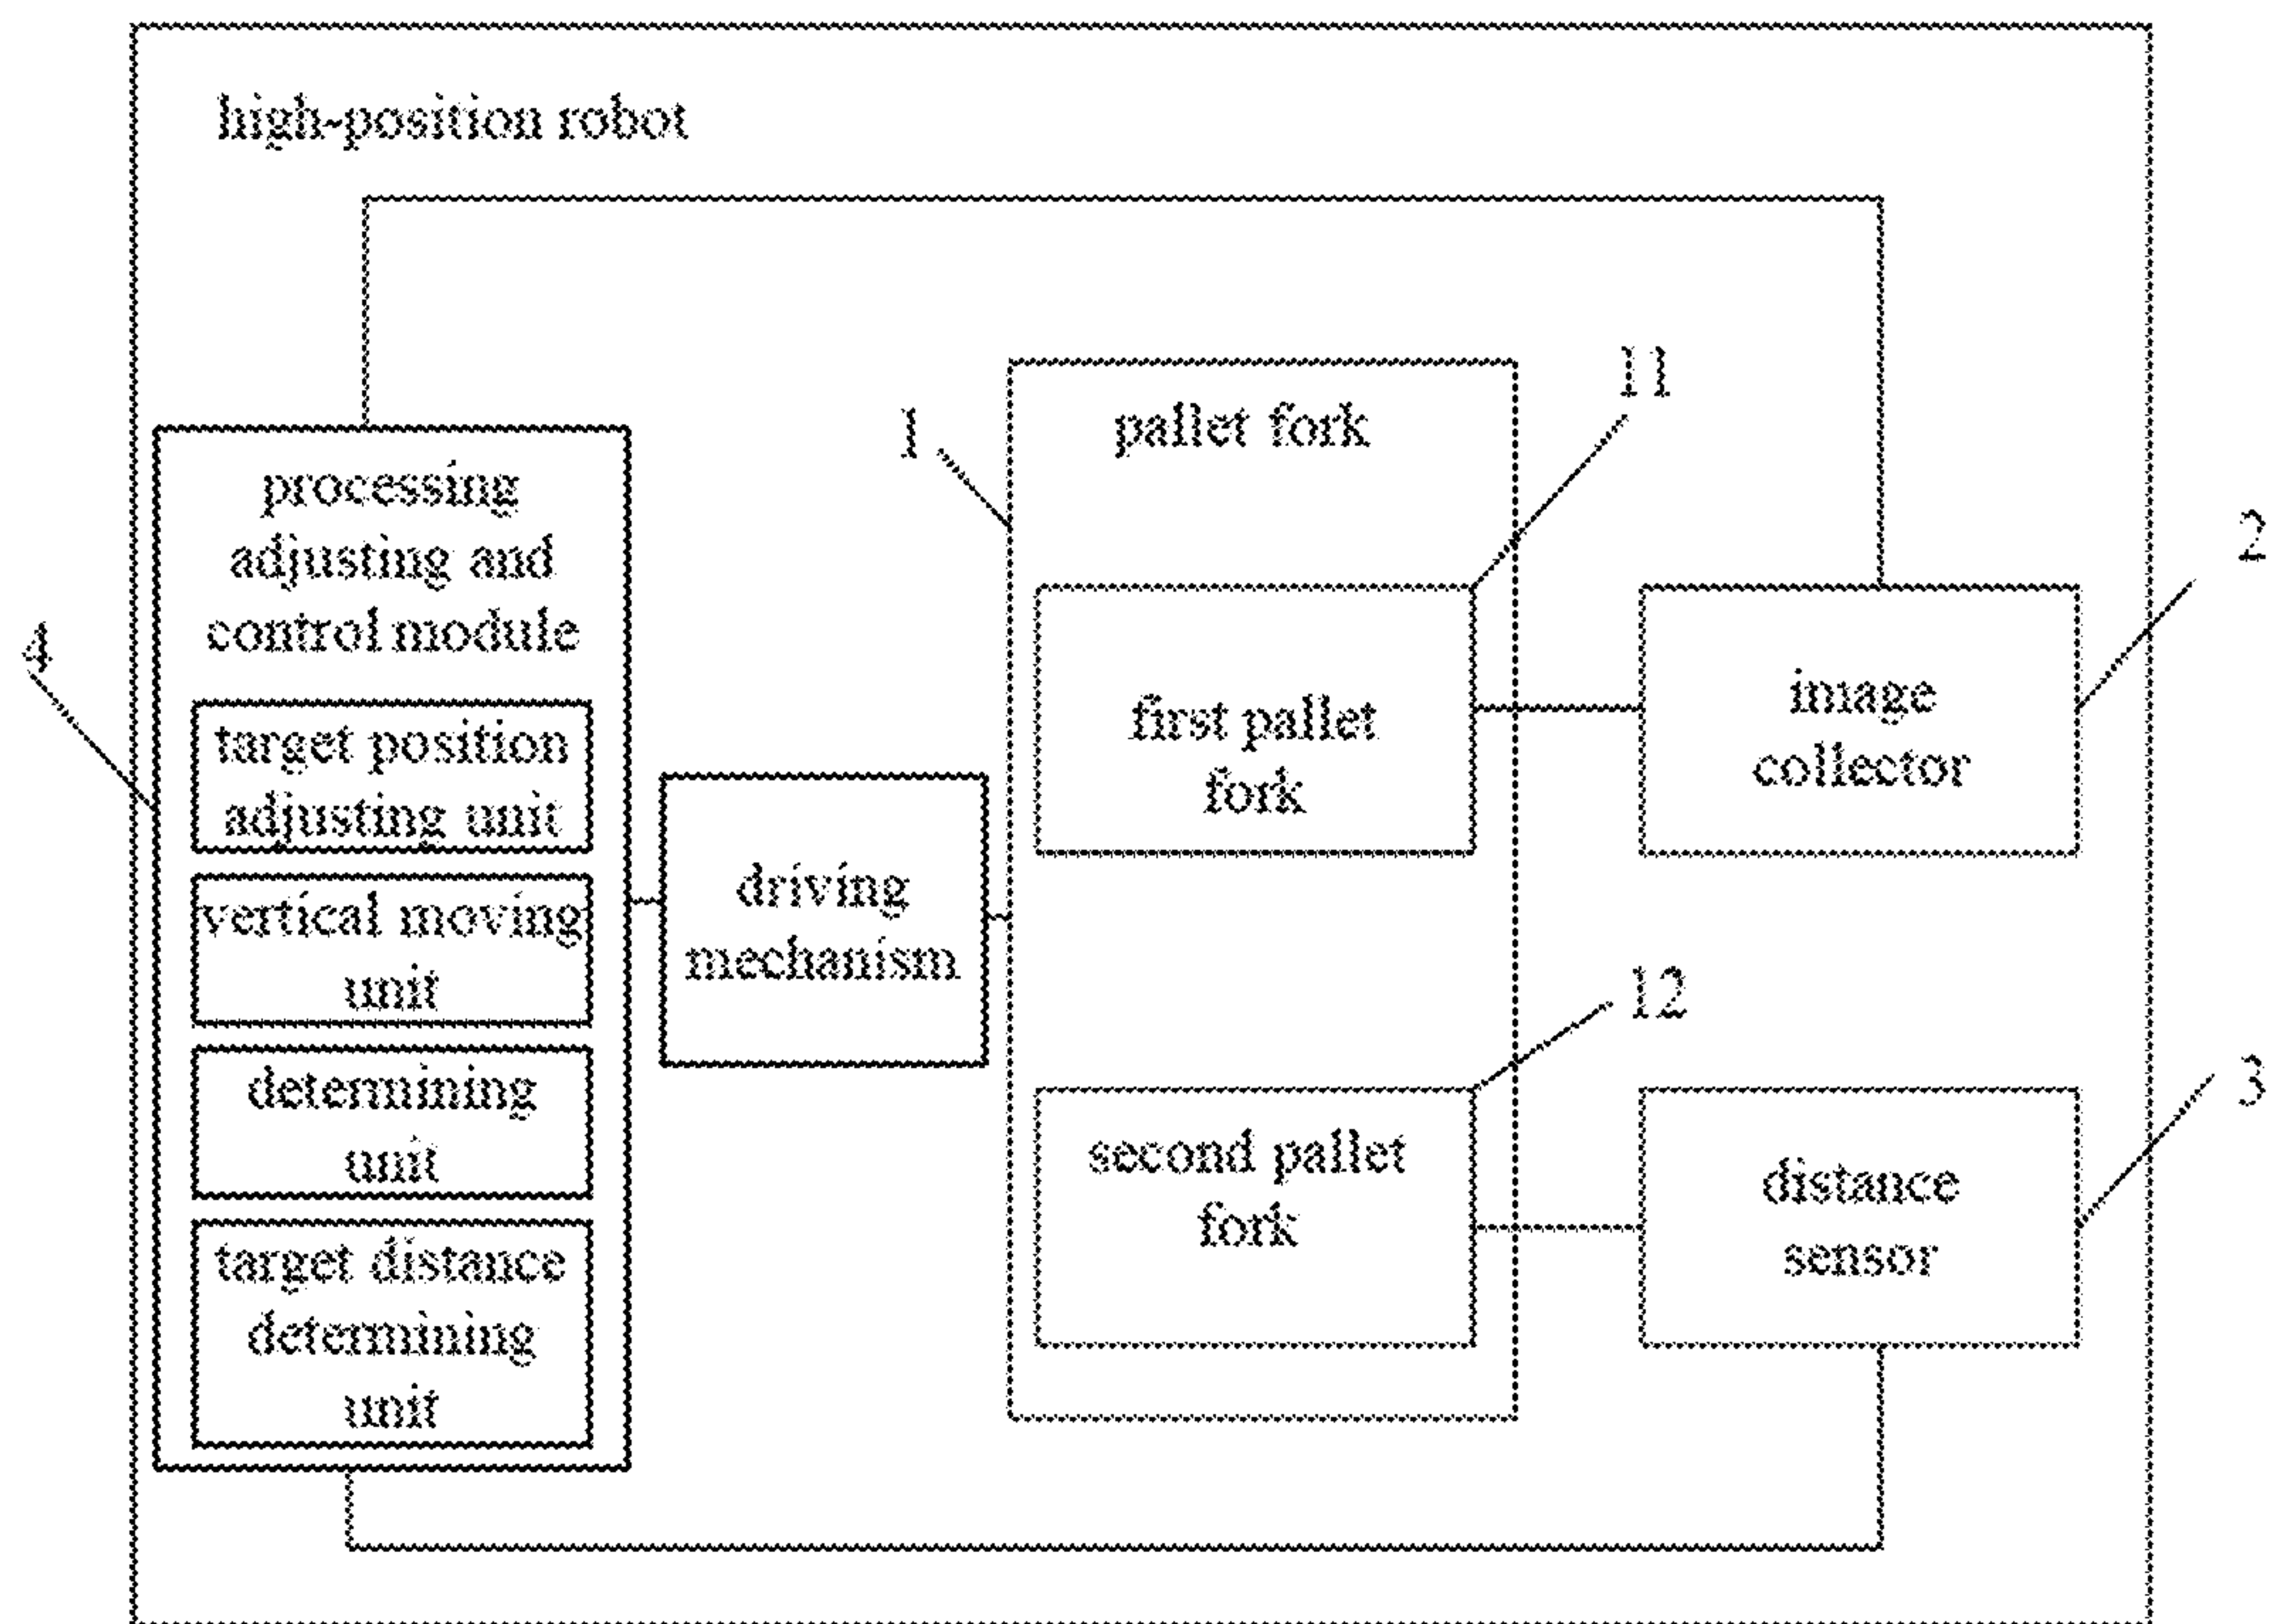 high-position robot
4
processing
adjusting and
control module
target position
adjusting unit
vertical moving
unit
determining
unit
target distance
determining
unit
driving
mechanism
1
pallet fork
11
first pallet
fork
12
second pallet
fork
2
image
collector
3
distance
sensor